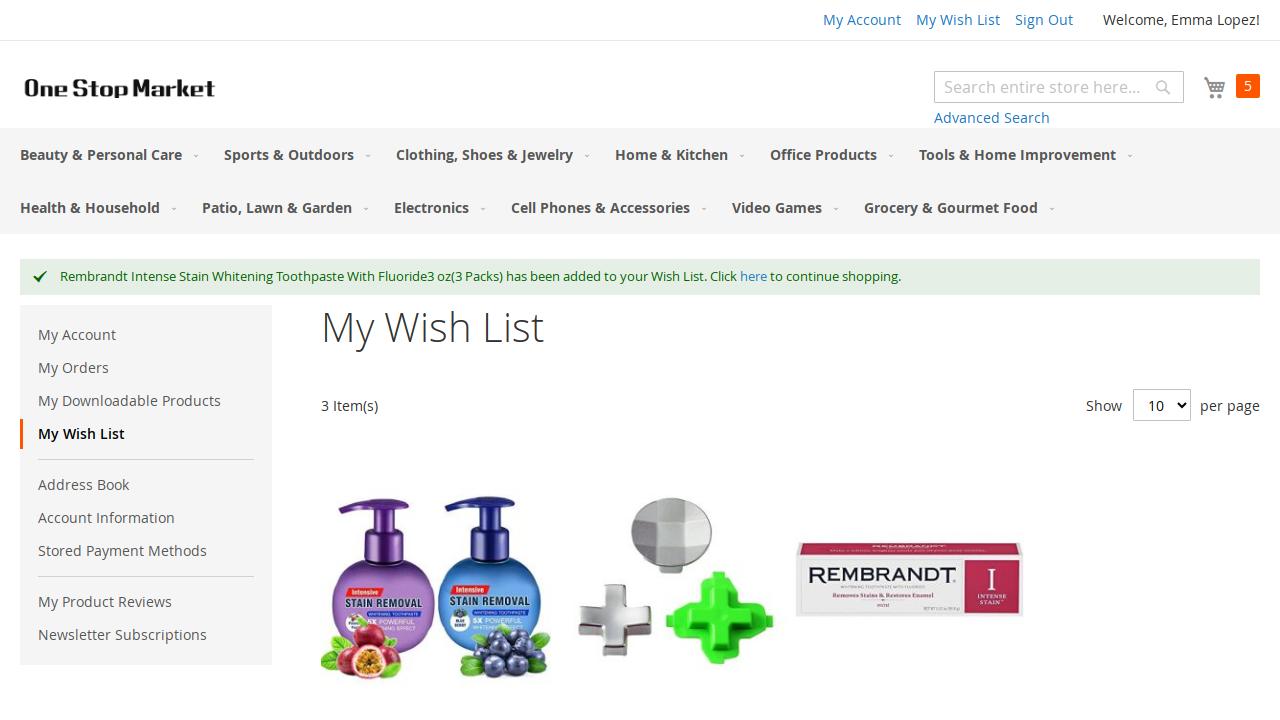 My Account My Wish List Sign Out Welcome, Emma Lopez!
One Stop Market
Search entire store here...
5
Advanced Search
Beauty & Personal Care Sports & Outdoors Clothing, Shoes & Jewelry Home & Kitchen Office Products Tools & Home Improvement
Health & Household Patio, Lawn & Garden Electronics Cell Phones & Accessories Video Games Grocery & Gourmet Food
Rembrandt Intense Stain Whitening Toothpaste With Fluoride3 oz(3 Packs) has been added to your Wish List. Click here to continue shopping.
My Account
My Orders
My Downloadable Products
My Wish List
Address Book
Account Information
Stored Payment Methods
My Product Reviews
Newsletter Subscriptions
My Wish List
3 Item(s)
Show 10 per page
Intensive
STAIN REMOVAL
WHITENING TOOTHPASTE
5X POWERFUL
Intensive
STAIN REMOVAL
WHITENING TOOTHPASTE
5X POWERFUL
REMBRANDT
REMBRANDT
WHITENING TOOTHPASTE WITH FLUORIDE
Removes Stains & Restores Enamel
MINT
I
INTENSE
STAIN